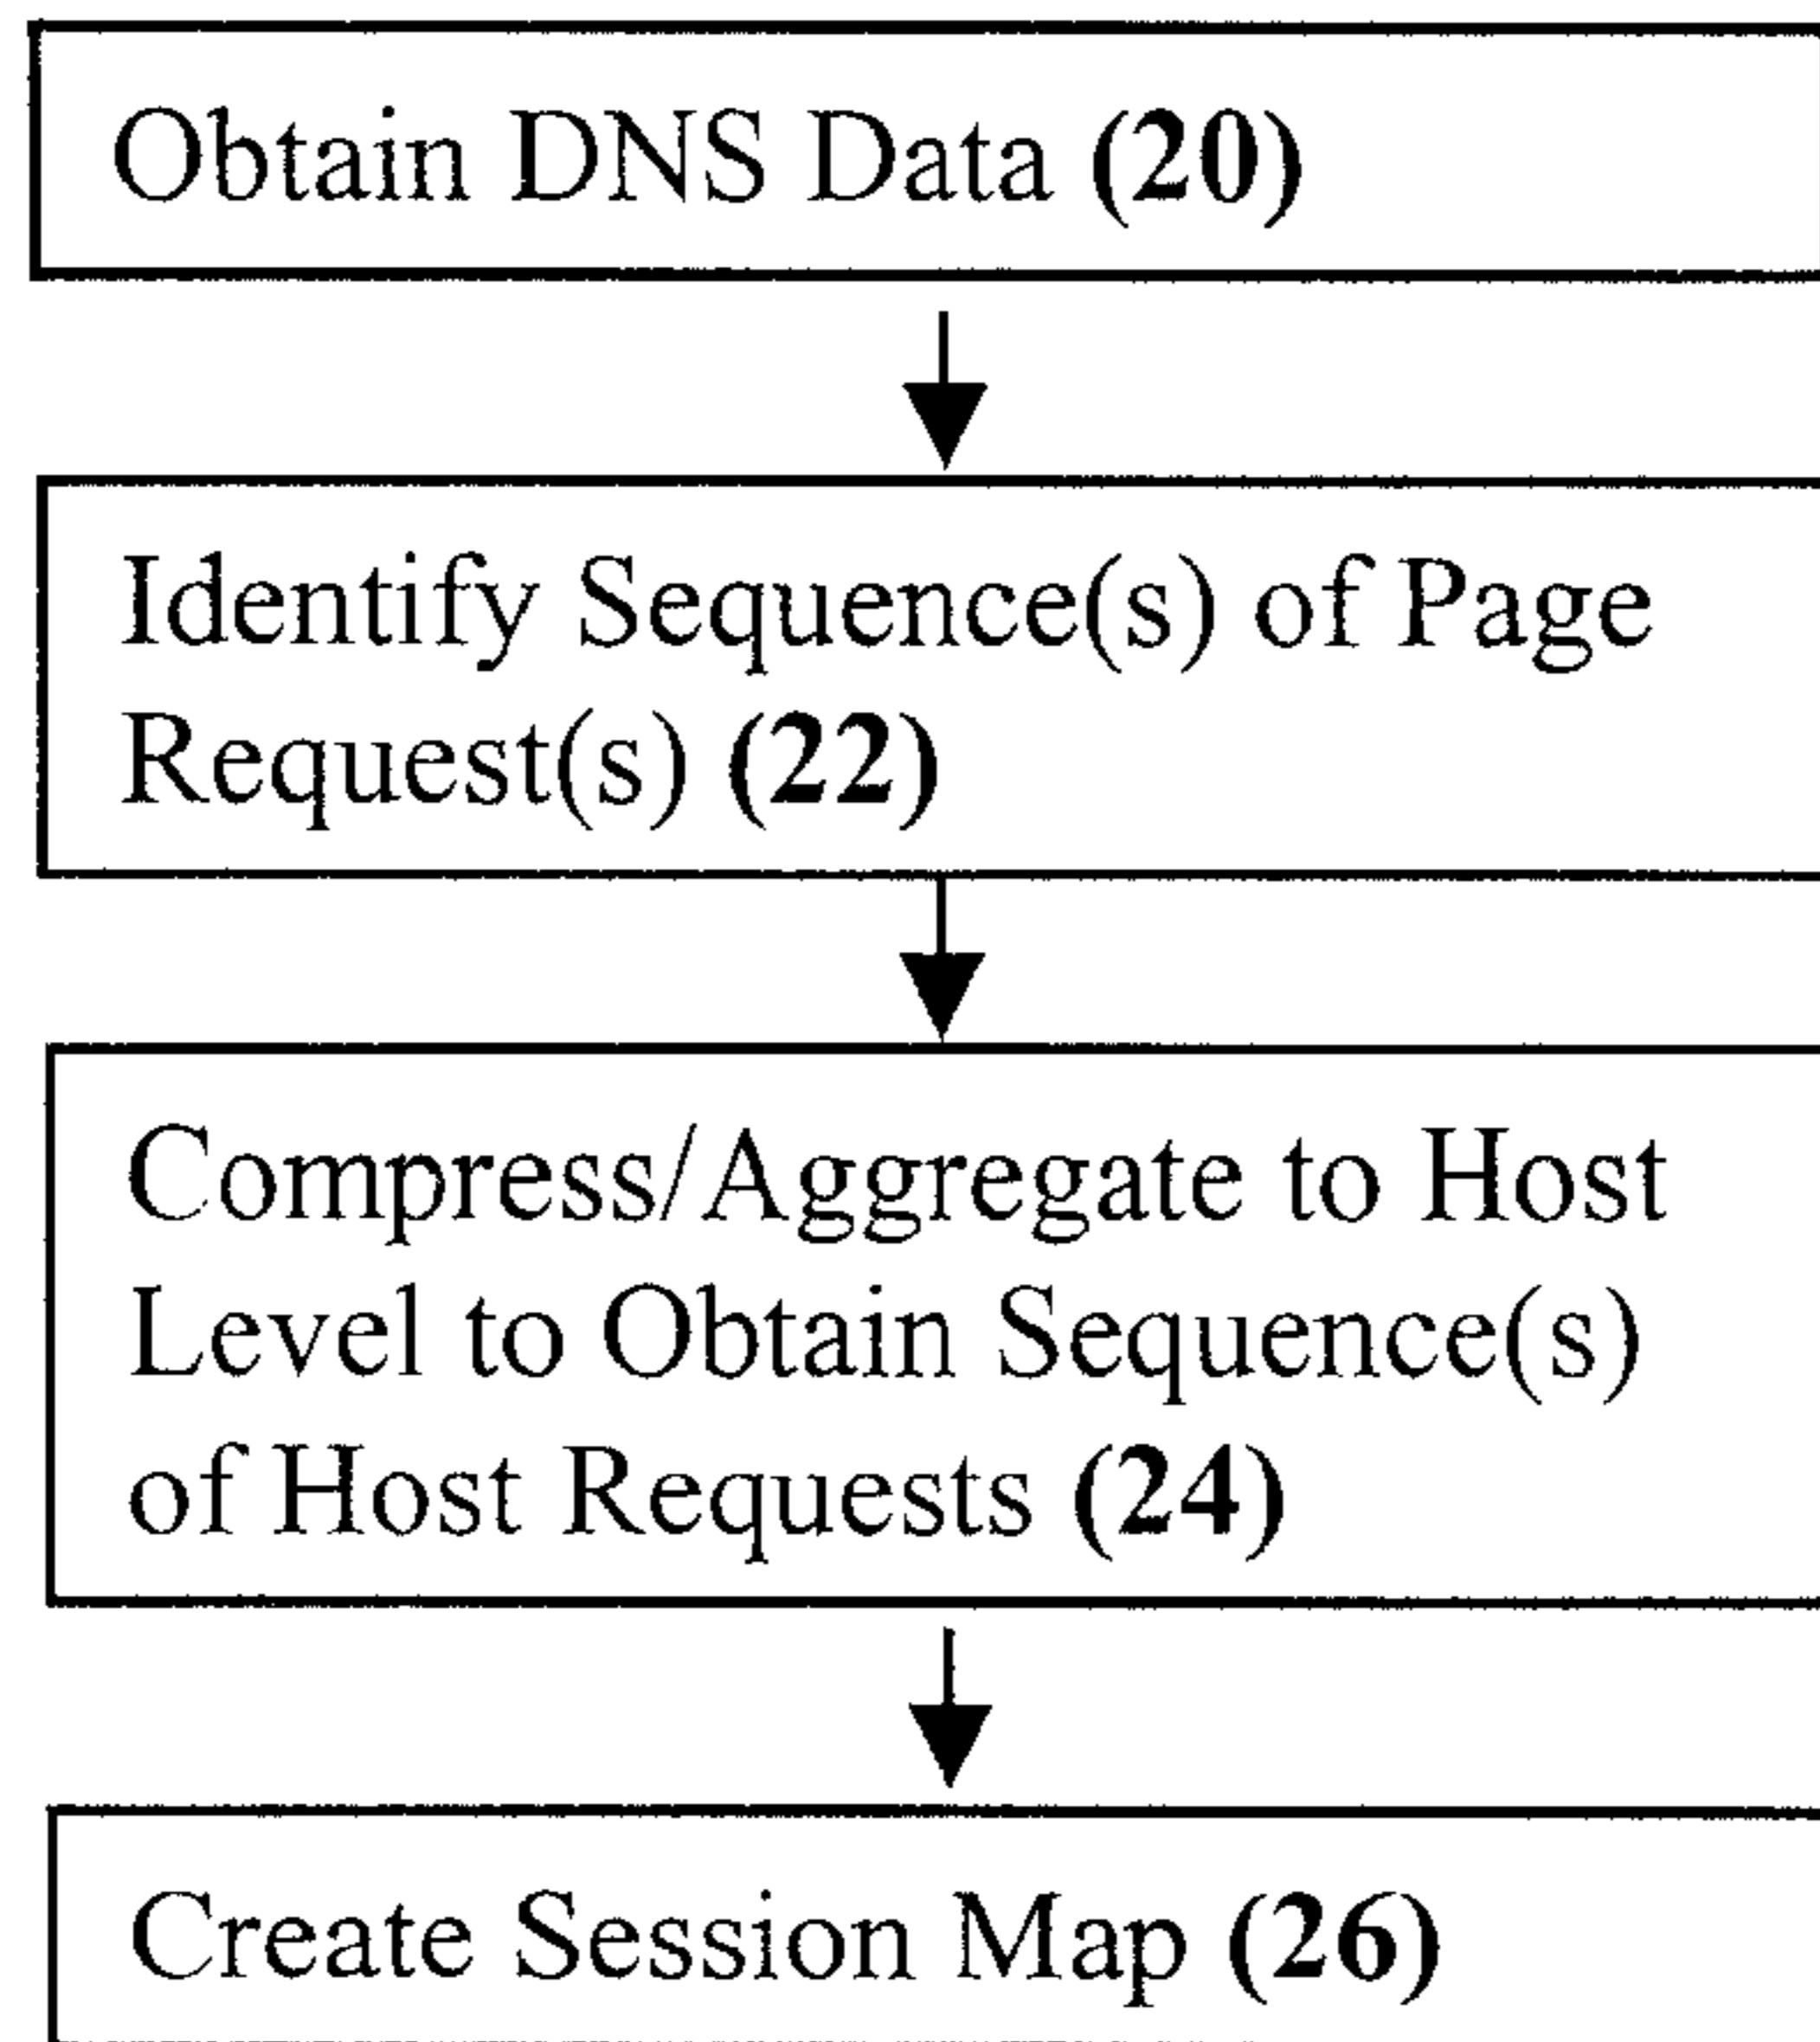 Obtain DNS Data (20)
Identify Sequence(s) of Page
Request(s) (22)
Compress/Aggregate to Host
Level to Obtain Sequence(s)
of Host Requests (24)
Create Session Map (26)